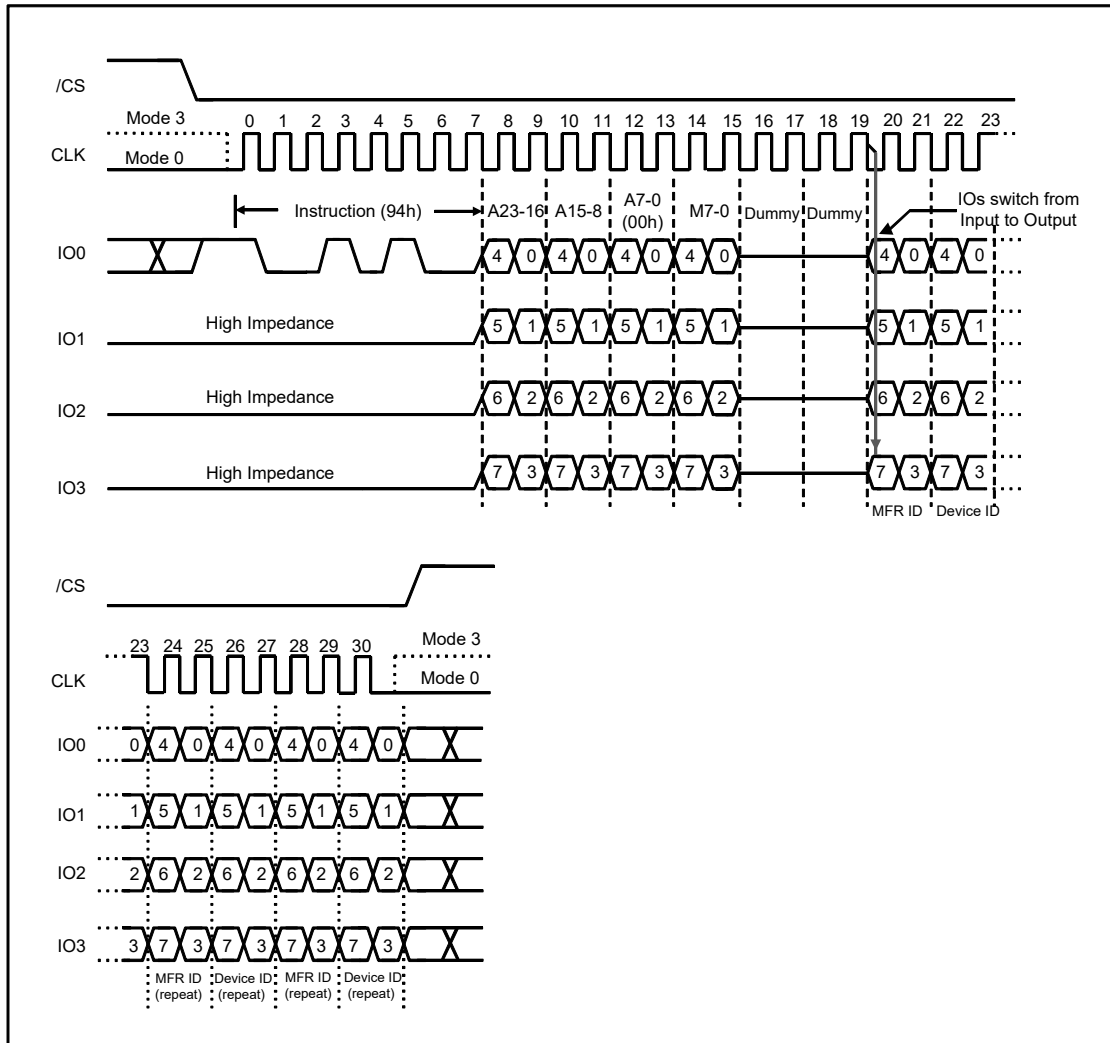 /CS
Mode 3
0 1 2 3 4 5 6 7 8 9 10 11 12 13 14 15 16 17 18 19 20 21 22 23
CLK
Mode 0
Instruction (94h)
A23-16
A15-8
A7-0
(00h)
M7-0
Dummy
Dummy
IOs switch from
Input to Output
IO0
4 0 4 0 4 0 4 0 4 0 4 0
High Impedance
IO1
5 1 5 1 5 1 5 1 5 1 5 1
High Impedance
IO2
6 2 6 2 6 2 6 2 6 2 6 2
High Impedance
IO3
7 3 7 3 7 3 7 3 7 3 7 3
MFR ID
Device ID
/CS
23 24 25 26 27 28 29 30
Mode 3
CLK
Mode 0
IO0
0 4 0 4 0 4 0 4 0
IO1
1 5 1 5 1 5 1 5 1
IO2
2 6 2 6 2 6 2 6 2
IO3
3 7 3 7 3 7 3 7 3
MFR ID
(repeat)
Device ID
(repeat)
MFR ID
(repeat)
Device ID
(repeat)